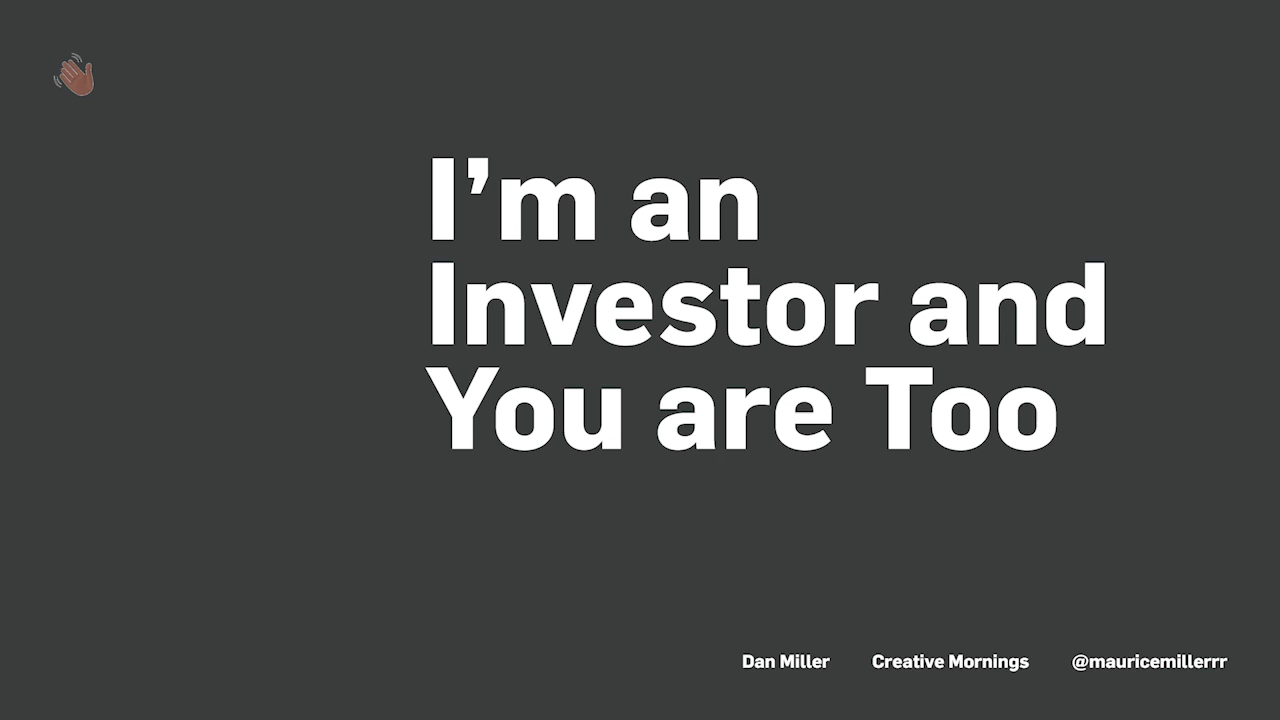 I’m an
Investor and
You are Too
Dan Miller Creative Mornings @mauricemillerrr